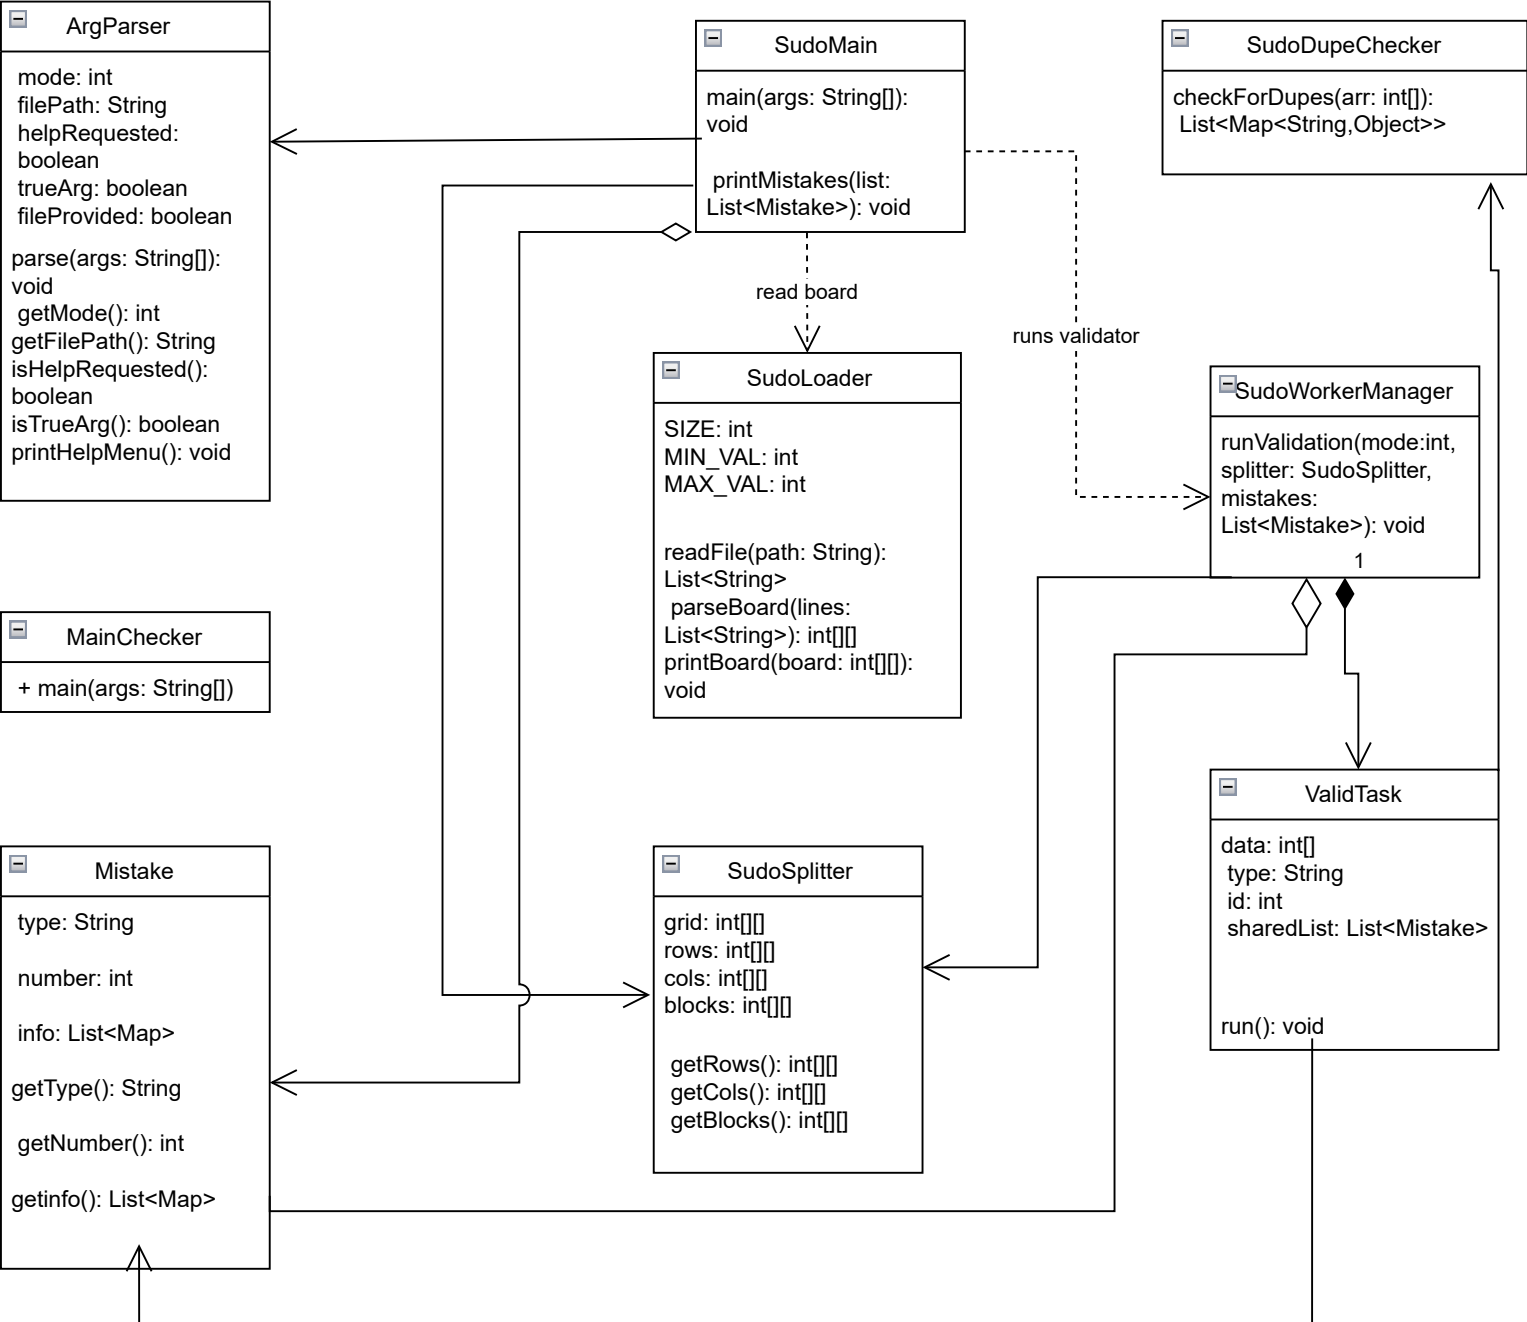 ArgParser
mode: int
filePath: String
helpRequested:
boolean
trueArg: boolean
fileProvided: boolean
parse(args: String[]):
void
getMode(): int
getFilePath(): String
isHelpRequested():
boolean
isTrueArg(): boolean
printHelpMenu(): void
SudoMain
main(args: String[]):
void
printMistakes(list:
List<Mistake>): void
SudoDupeChecker
checkForDupes(arr: int[]):
List<Map<String,Object>>
read board
runs validator
SudoLoader
SIZE: int
MIN_VAL: int
MAX_VAL: int
readFile(path: String):
List<String>
parseBoard(lines:
List<String>): int[][]
printBoard(board: int[][]):
void
SudoWorkerManager
runValidation(mode:int,
splitter: SudoSplitter,
mistakes:
List<Mistake>): void
1
MainChecker
+ main(args: String[])
Mistake
type: String
number: int
info: List<Map>
getType(): String
getNumber(): int
getinfo(): List<Map>
SudoSplitter
grid: int[][]
rows: int[][]
cols: int[][]
blocks: int[][]
getRows(): int[][]
getCols(): int[][]
getBlocks(): int[][]
ValidTask
data: int[]
type: String
id: int
sharedList: List<Mistake>
run(): void